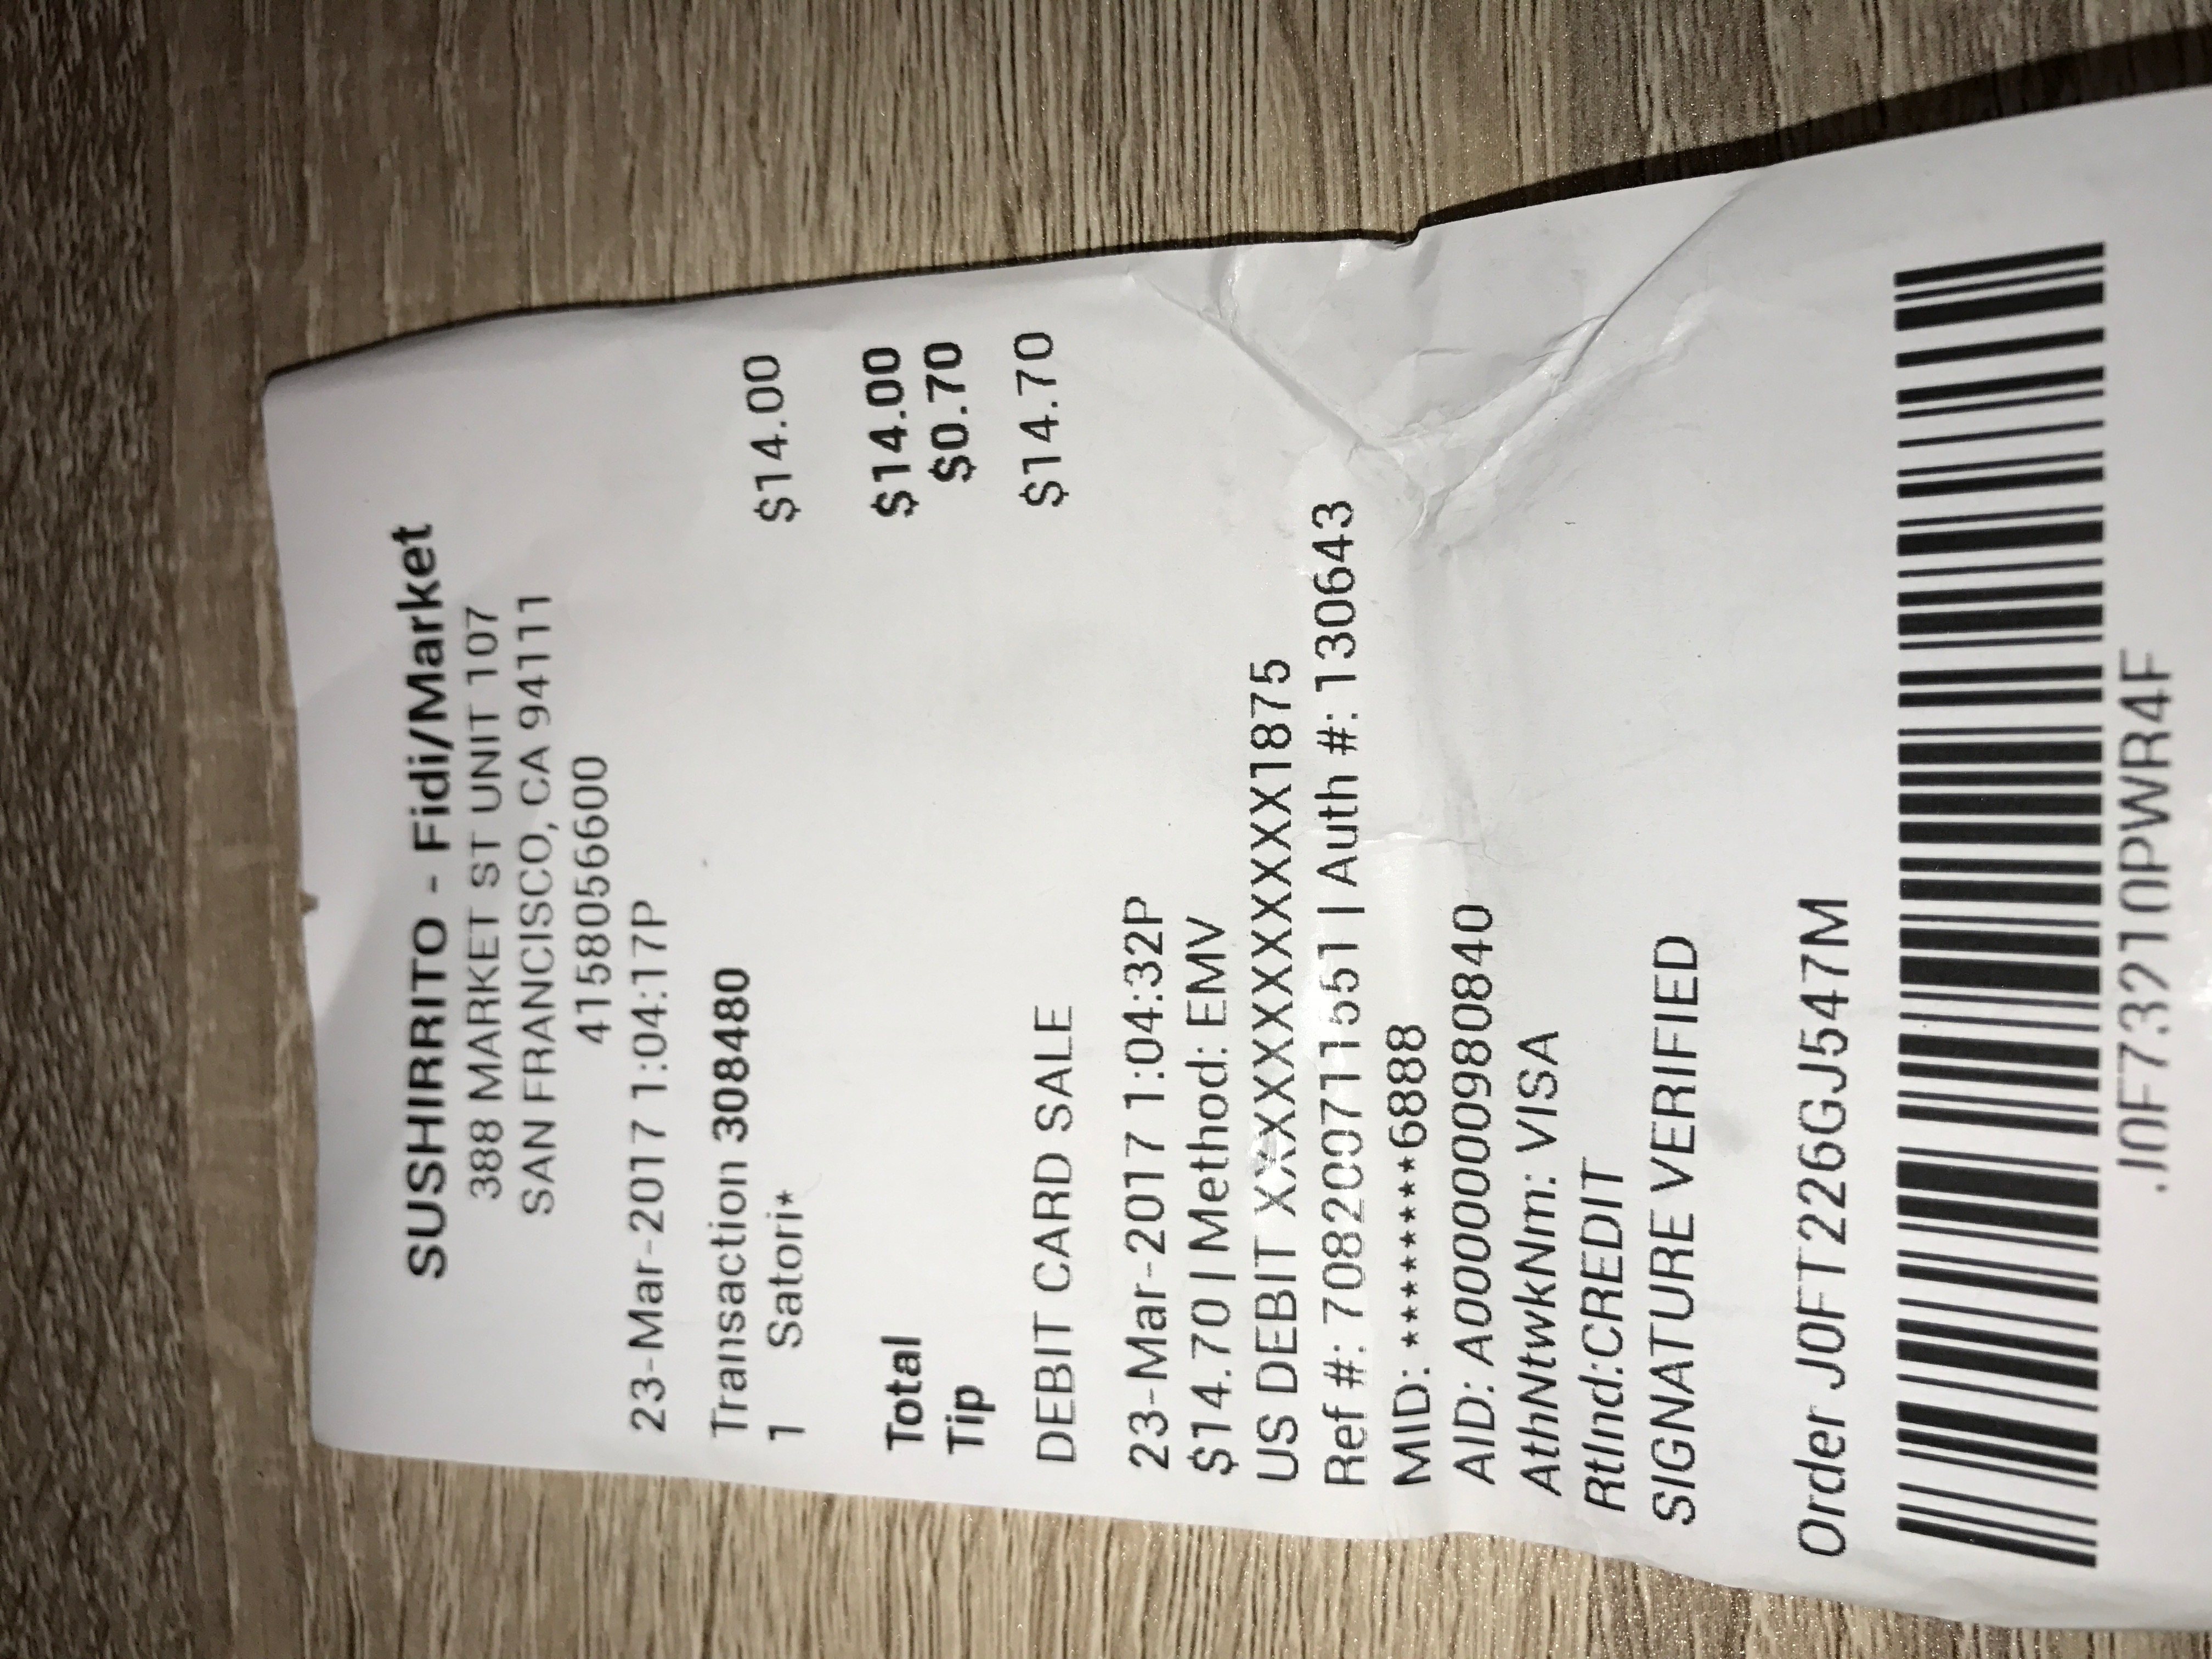 SUSHIRRITO - Fidi/Market
388 MARKET ST UNIT 107
SAN FRANCISCO, CA 94111
4158056600
23-Mar-2017 1:04:17P
Transaction 308480
1 Satori* $14.00
Total $14.00
Tip $0.70
DEBIT CARD SALE $14.70
23-Mar-2017 1:04:32P
$14.70 | Method: EMV
US DEBIT XXXXXXXXXXXX1875
Ref #: 708200711551 | Auth #: 130643
MID: ********6888
AID: A0000000980840
AthNtwkNm: VISA
RtInd:CREDIT
SIGNATURE VERIFIED
Order J0FT226GJ547M